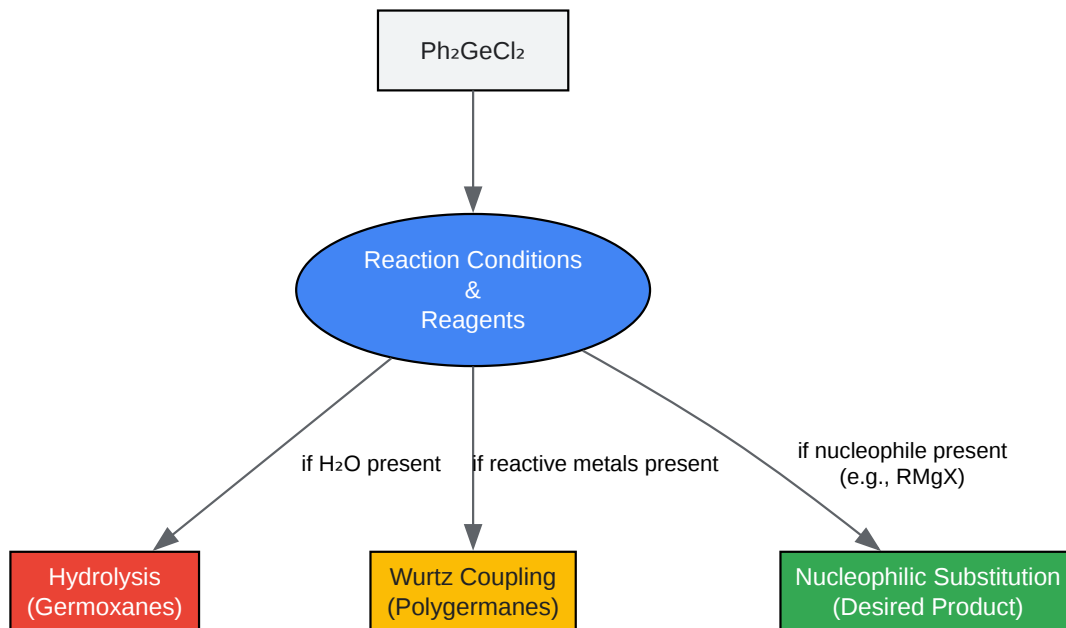 Ph₂GeCl₂
Reaction Conditions
&
Reagents
if H₂O present
if reactive metals present
if nucleophile present
(e.g., RMgX)
Hydrolysis
(Germoxanes)
Wurtz Coupling
(Polygermanes)
Nucleophilic Substitution
(Desired Product)